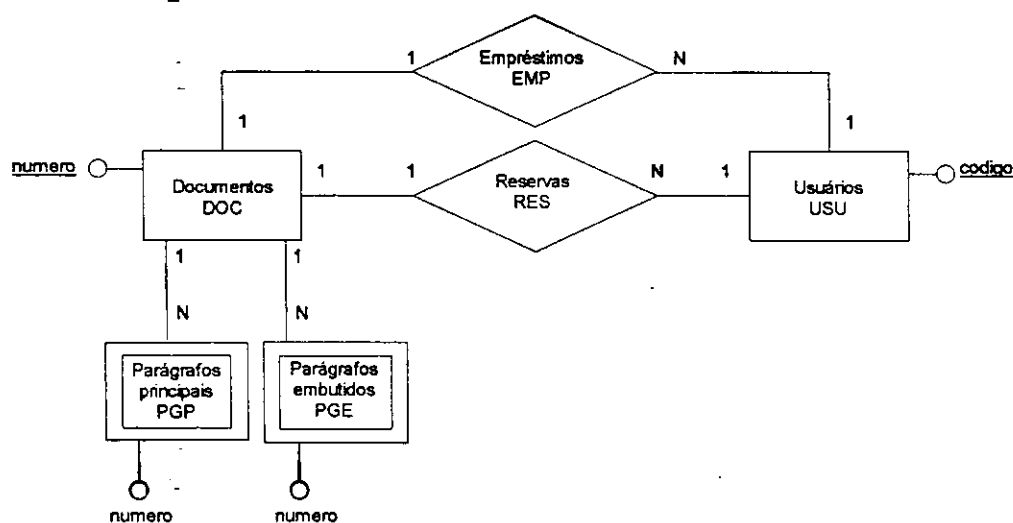 1
Empréstimos
EMP
N
1
1
numero
Documentos
DOC
1
1
Reservas
RES
N
1
Usuários
USU
codigo
1
1
N
N
Parágrafos
principais
PGP
Parágrafos
embutidos
PGE
numero
numero